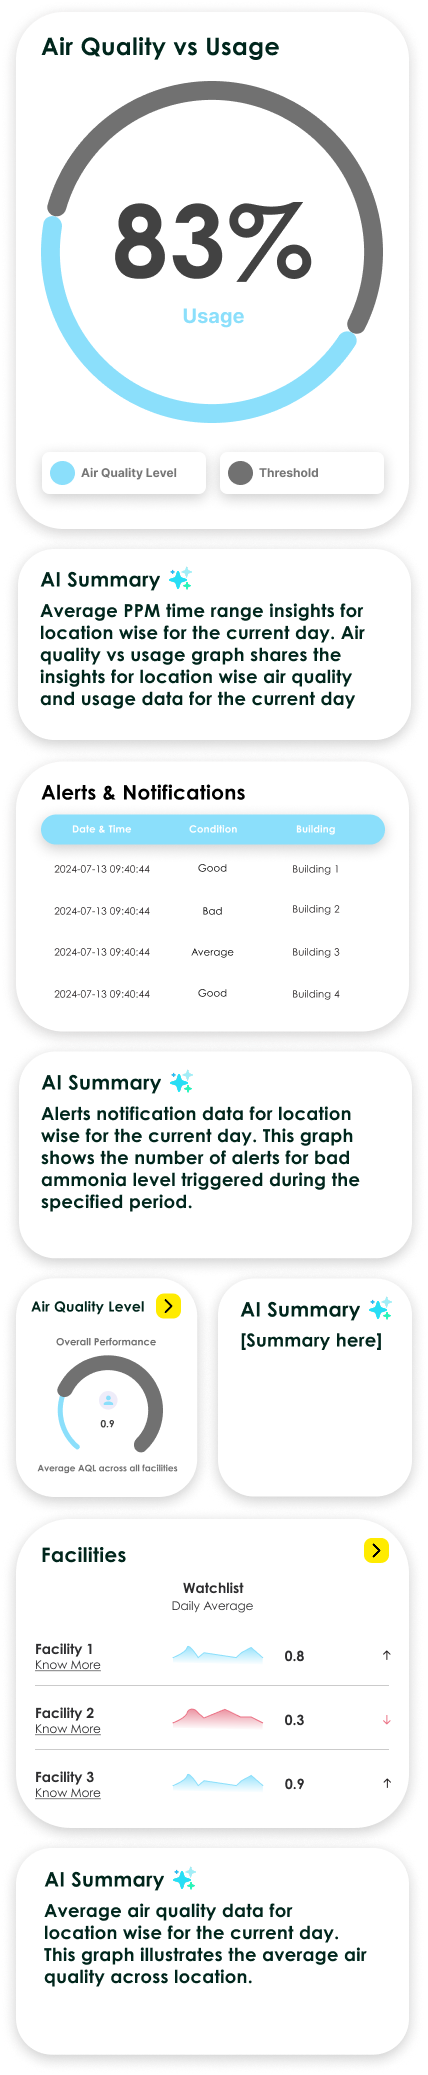 Air Quality vs Usage
83%
Usage
Air Quality Level
Threshold
AI Summary
Average PPM time range insights for
location wise for the current day. Air
quality vs usage graph shares the
insights for location wise air quality
and usage data for the current day
Alerts & Notifications
Date & Time Condition Building
2024-07-13 09:40:44 Good Building 1
2024-07-13 09:40:44 Bad Building 2
2024-07-13 09:40:44 Average Building 3
2024-07-13 09:40:44 Good Building 4
AI Summary
Alerts notification data for location
wise for the current day. This graph
shows the number of alerts for bad
ammonia level triggered during the
specified period.
Air Quality Level
Overall Performance
0.9
Average AQL across all facilities
AI Summary
[Summary here]
Facilities
Watchlist
Daily Average
Facility 1
Know More
0.8
Facility 2
Know More
0.3
Facility 3
Know More
0.9
AI Summary
Average air quality data for
location wise for the current day.
This graph illustrates the average air
quality across location.